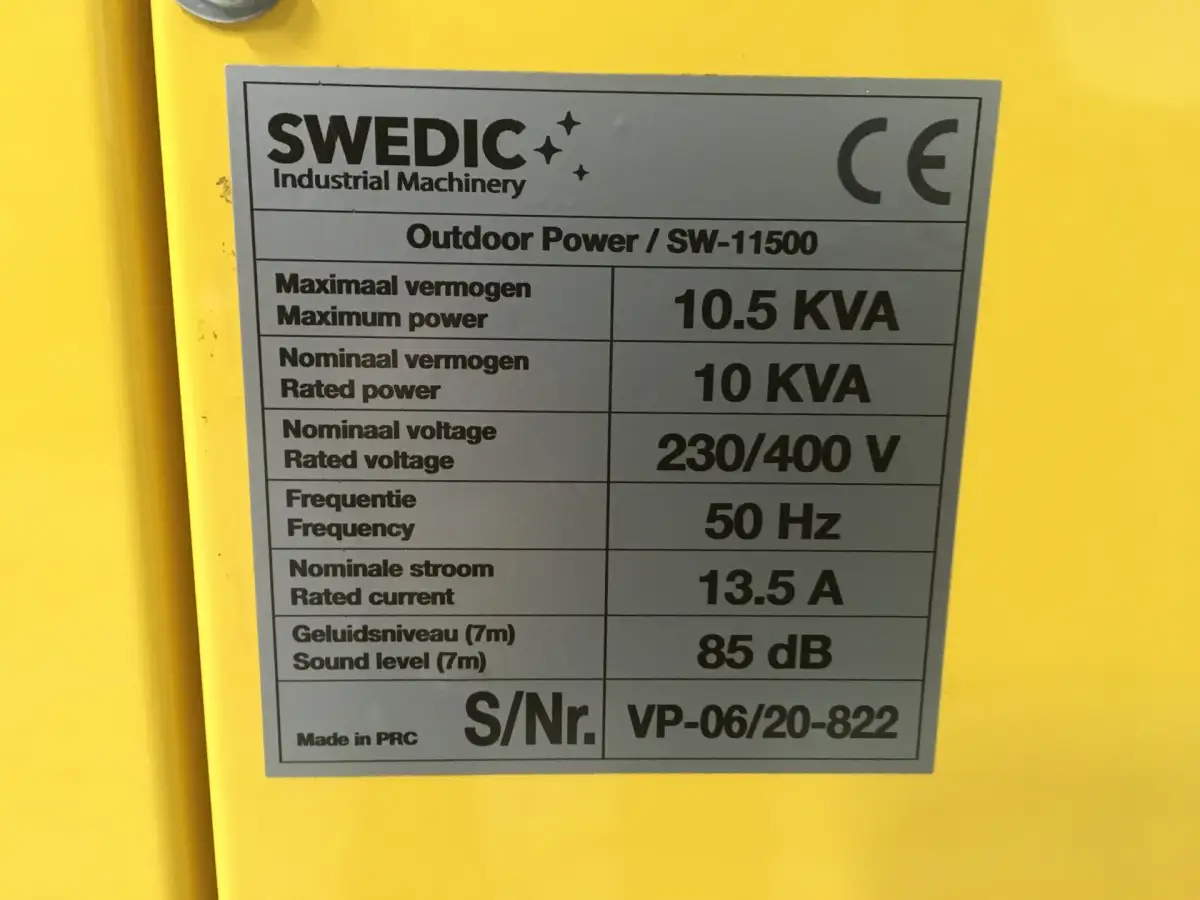 SWEDIC
Industrial Machinery
CE
Outdoor Power / SW-11500
Maximaal vermogen
Maximum power
10.5 KVA
Nominaal vermogen
Rated power
10 KVA
Nominaal voltage
Rated voltage
230/400 V
Frequentie
Frequency
50 Hz
Nominale stroom
Rated current
13.5 A
Geluidsniveau (7m)
Sound level (7m)
85 dB
Made in PRC
S/Nr.
VP-06/20-822